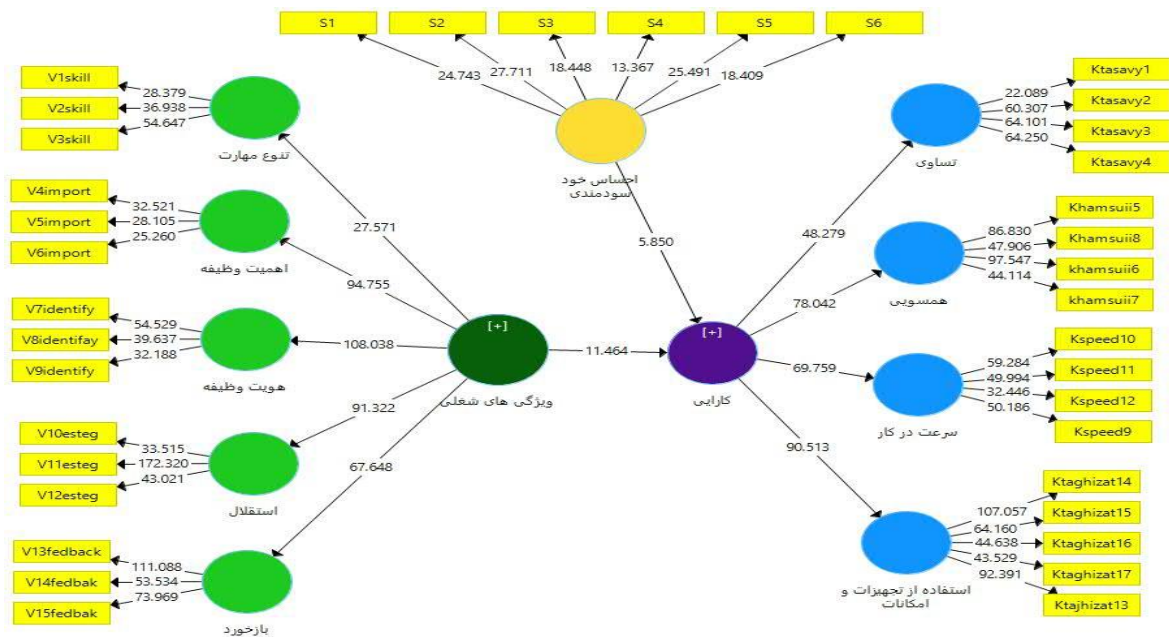 S1
S2
S3
S4
S5
S6
24.743
27.711
18.448
13.367
25.491
18.409
احساس خود
سودمندی
5.850
V1skill
V2skill
V3skill
28.379
36.938
54.647
تنوع مهارت
27.571
V4import
V5import
V6import
32.521
28.105
25.260
اهمیت وظیفه
94.755
V7identify
V8identifay
V9identify
54.529
39.637
32.188
هویت وظیفه
108.038
V10esteg
V11esteg
V12esteg
33.515
172.320
43.021
استقلال
91.322
V13fedback
V14fedbak
V15fedbak
111.088
53.534
73.969
بازخورد
67.648
[+]
ویژگی های شغلی
11.464
[+]
کارایی
48.279
تساوی
22.089
60.307
64.101
64.250
Ktasavy1
Ktasavy2
Ktasavy3
Ktasavy4
78.042
همسویی
86.830
47.906
97.547
44.114
Khamsuii5
Khamsuii8
khamsuii6
khamsuii7
69.759
سرعت در کار
59.284
49.994
32.446
50.186
Kspeed10
Kspeed11
Kspeed12
Kspeed9
90.513
استفاده از تجهیزات و
امکانات
107.057
64.160
44.638
43.529
92.391
Ktaghizat14
Ktaghizat15
Ktaghizat16
Ktaghizat17
Ktajhizat13